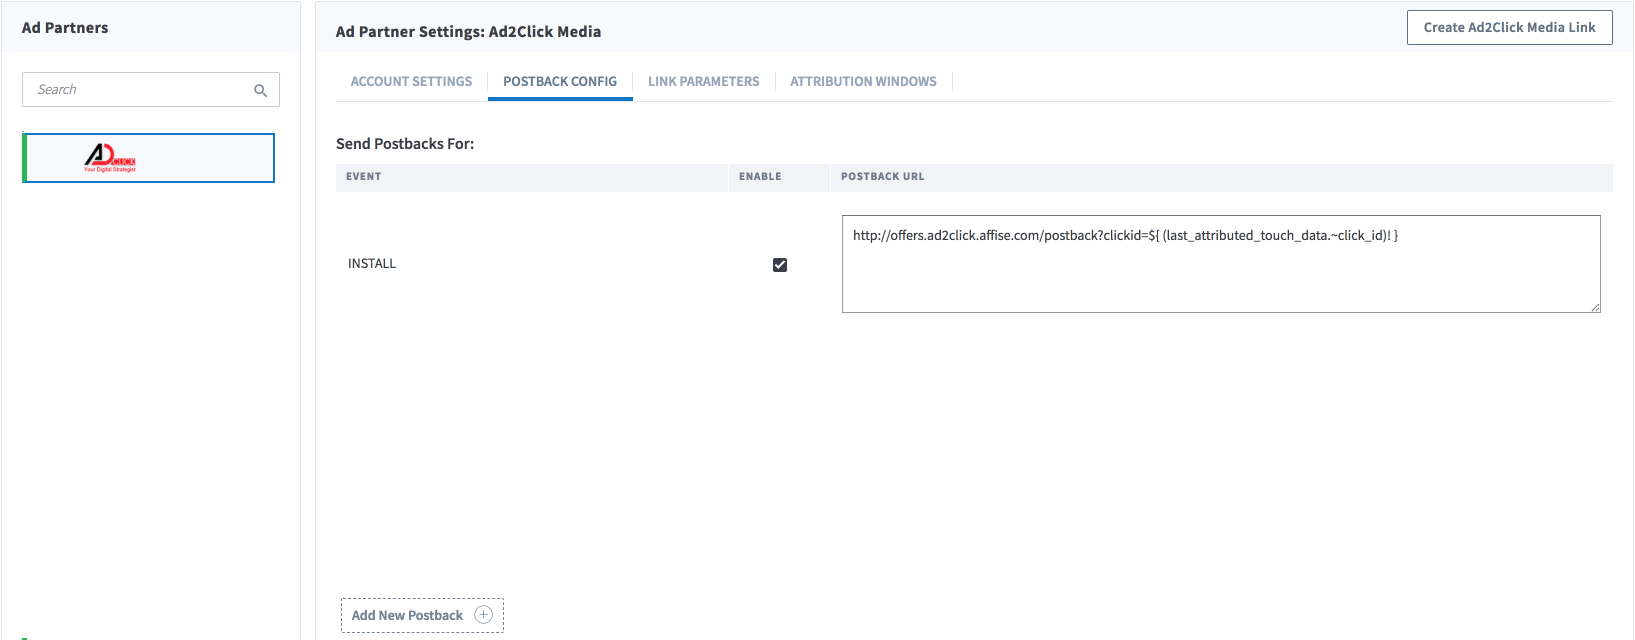 Ad Partners
Search
AD CLICK
Your Digital Strategist
Ad Partner Settings: Ad2Click Media
Create Ad2Click Media Link
ACCOUNT SETTINGS
POSTBACK CONFIG
LINK PARAMETERS
ATTRIBUTION WINDOWS
Send Postbacks For:
EVENT
ENABLE
POSTBACK URL
INSTALL
http://offers.ad2click.affise.com/postback?clickid=${ (last_attributed_touch_data.~click_id)! }
Add New Postback